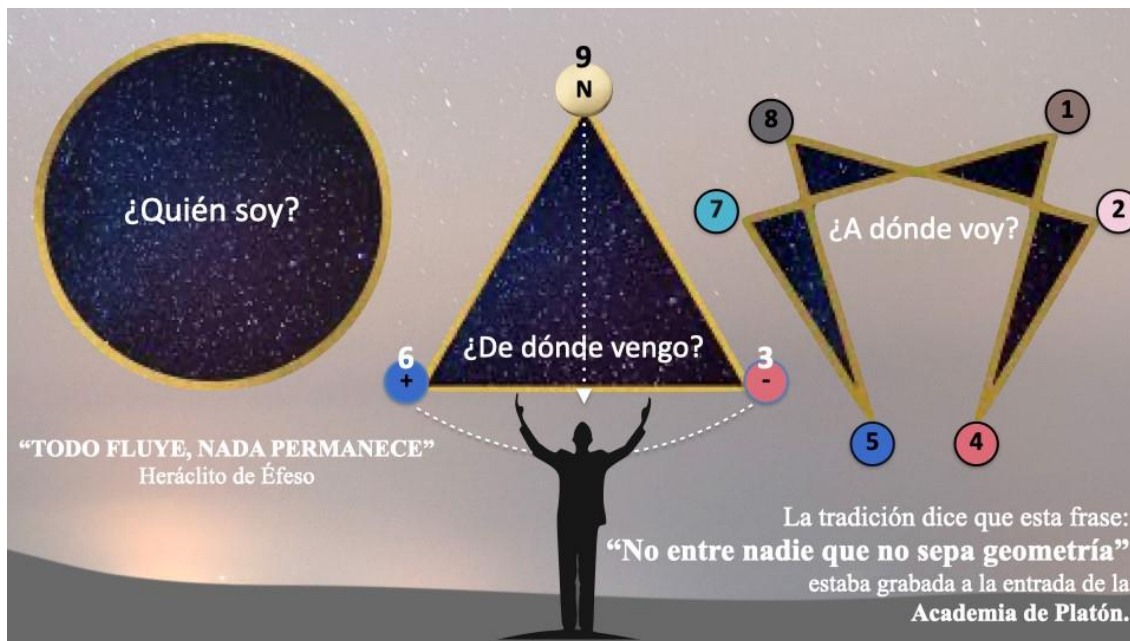 ¿Quién soy?
“TODO FLUYE, NADA PERMANECE”
Heráclito de Éfeso
9
N
¿De dónde vengo?
6
+
3
-
8
1
7
2
¿A dónde voy?
5
4
La tradición dice que esta frase:
“No entre nadie que no sepa geometría”
estaba grabada a la entrada de la
Academia de Platón.